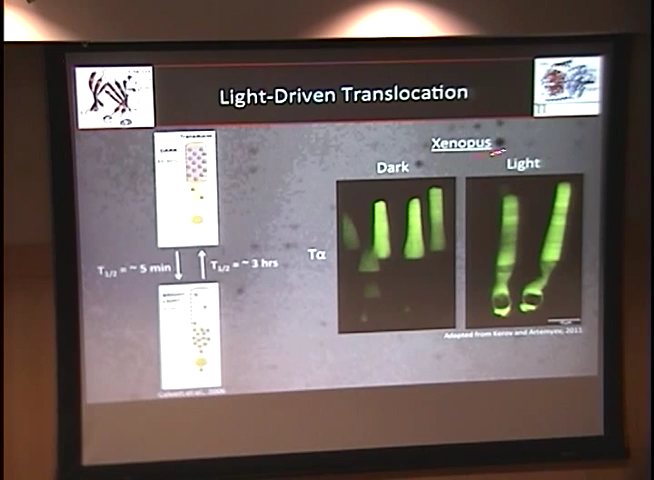 Light-Driven Translocation
Xenopus
Dark
Light
T1/2 = ~ 5 min
T1/2 = ~ 3 hrs
Tα
Adapted from Kerov and Artemyev, 2011